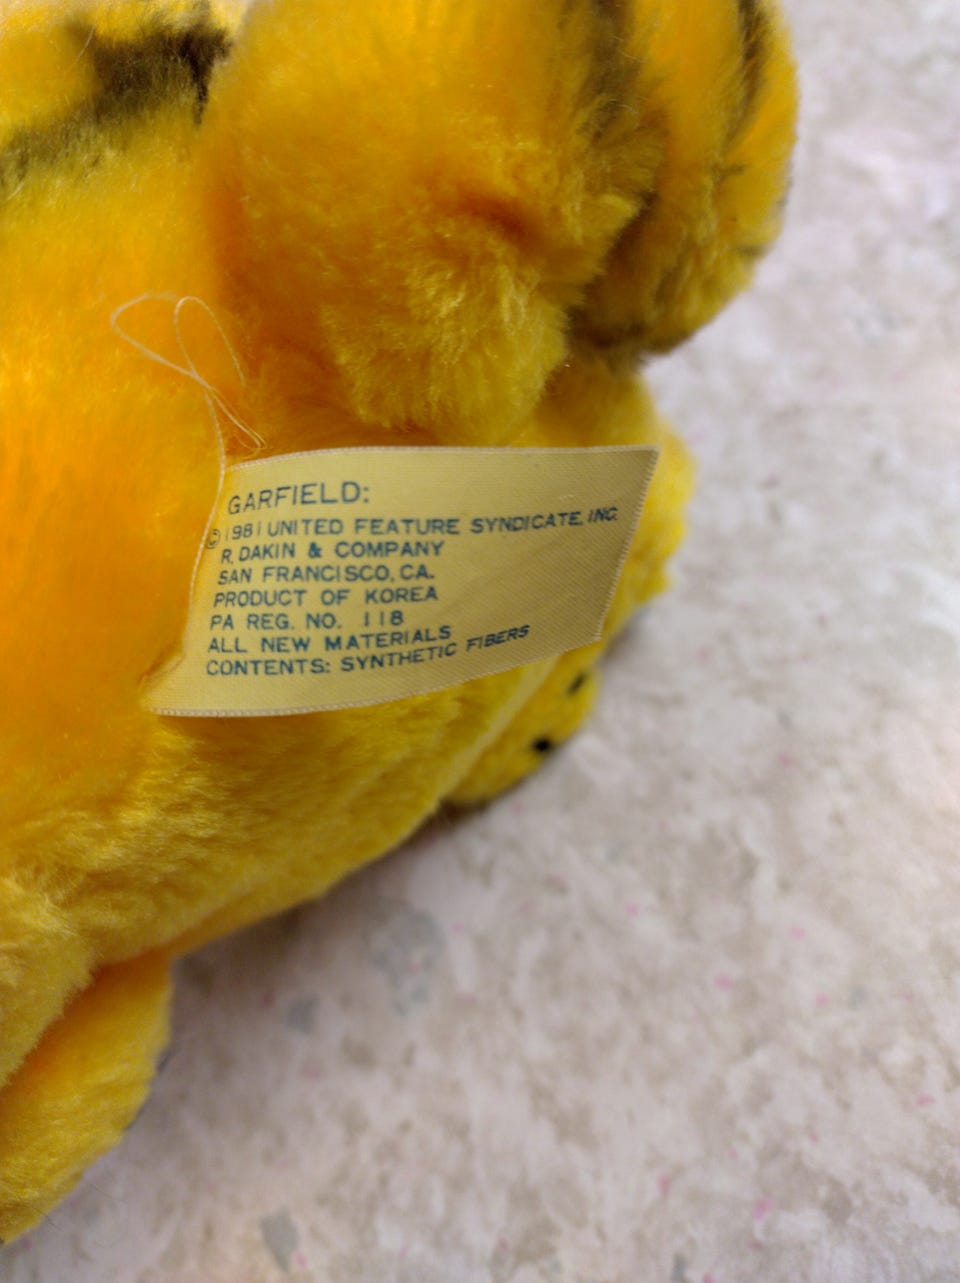 GARFIELD:
© 1981 UNITED FEATURE SYNDICATE, INC.
R. DAKIN & COMPANY
SAN FRANCISCO, CA.
PRODUCT OF KOREA
PA REG. NO. 118
ALL NEW MATERIALS
CONTENTS: SYNTHETIC FIBERS